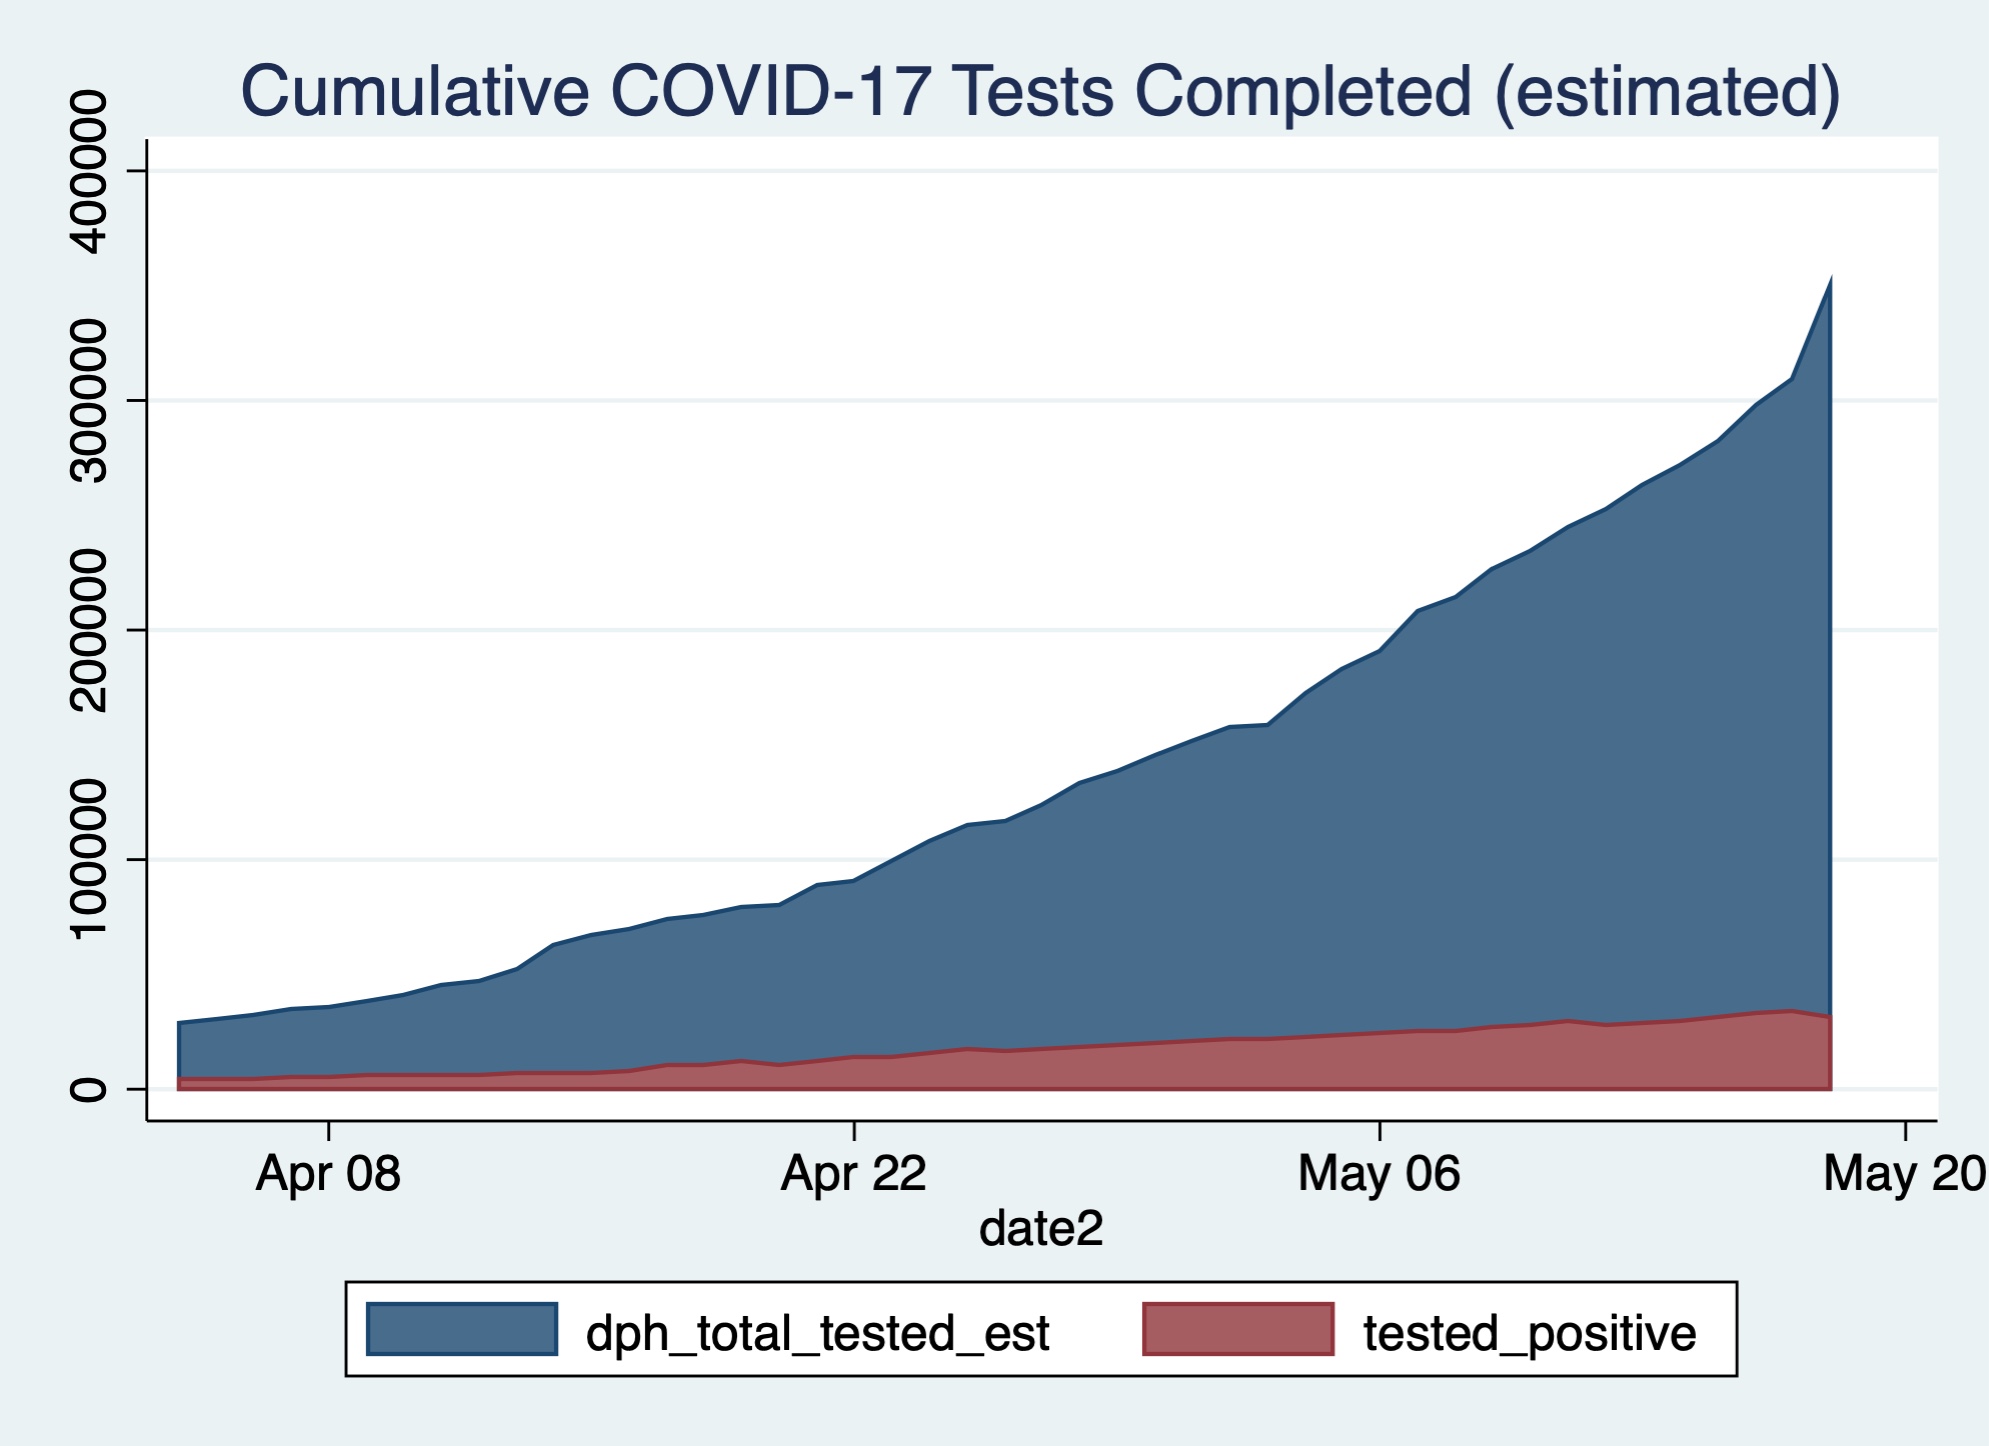 Cumulative COVID-17 Tests Completed (estimated)
400000
300000
200000
100000
0
Apr 08 Apr 22 May 06 May 20
date2
dph_total_tested_est tested_positive